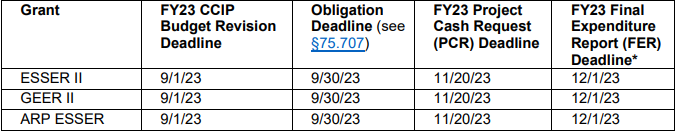 Grant FY23 CCIP Obligation FY23 Project FY23 Final
Budget Revision Deadline (see Cash Request Expenditure
Deadline §75.707) (PCR) Deadline Report (FER)
Deadline*
ESSER II 9/1/23 9/30/23 11/20/23 12/1/23
GEER II 9/1/23 9/30/23 11/20/23 12/1/23
ARP ESSER 9/1/23 9/30/23 11/20/23 12/1/23